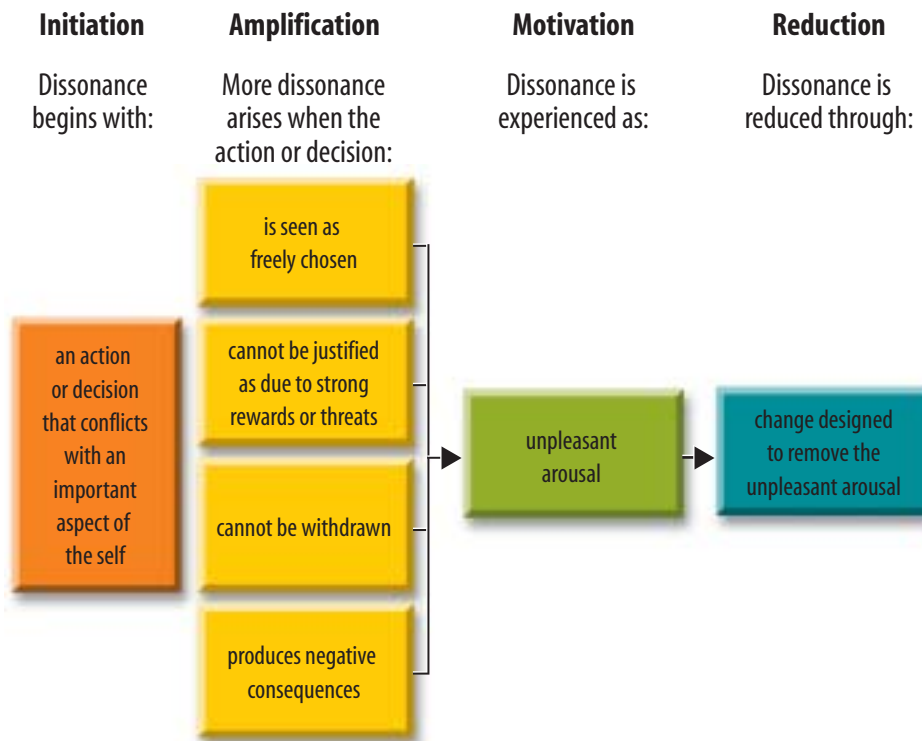 Initiation
Dissonance
begins with:
an action
or decision
that conflicts
with an
important
aspect of
the self
Amplification
More dissonance
arises when the
action or decision:
is seen as
freely chosen
cannot be justified
as due to strong
rewards or threats
cannot be withdrawn
produces negative
consequences
Motivation
Dissonance is
experienced as:
unpleasant
arousal
Reduction
Dissonance is
reduced through:
change designed
to remove the
unpleasant arousal